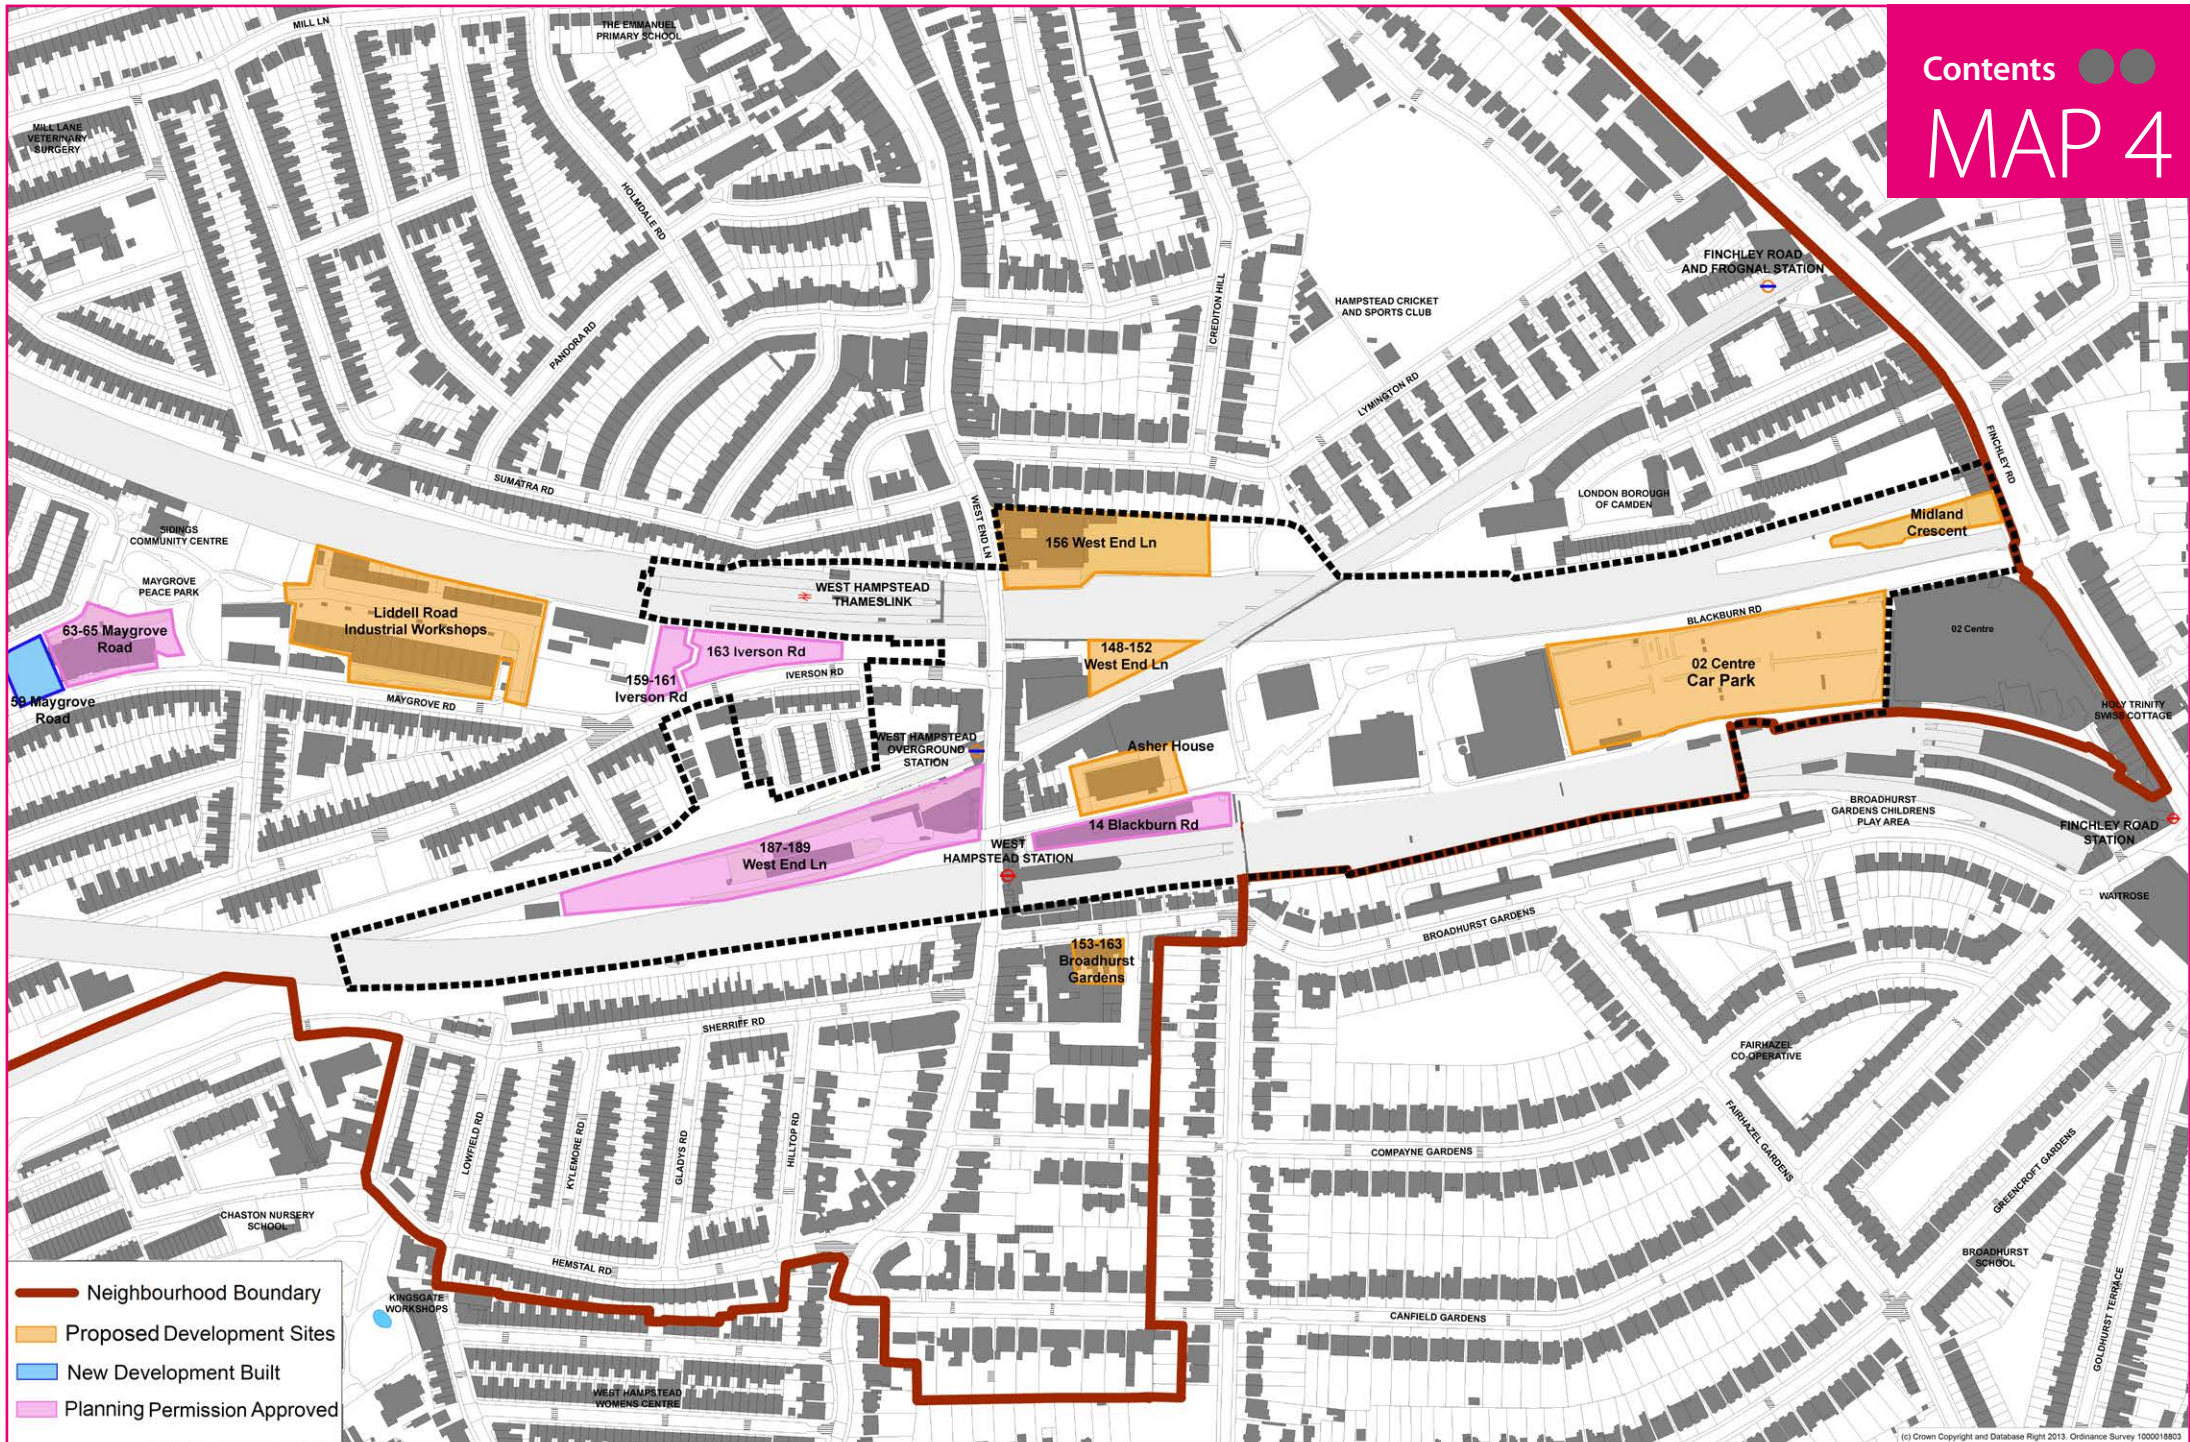 Contents
MAP 4
MILL LN
THE EMMANUEL
PRIMARY SCHOOL
MILL LANE
VETERINARY
SURGERY
HOLMDALE RD
PANDORA RD
CREDITON HILL
FINCHLEY ROAD
AND FROGNAL STATION
HAMPSTEAD CRICKET
AND SPORTS CLUB
LYMINGTON RD
FINCHLEY RD
SUMATRA RD
WEST END LN
LONDON BOROUGH
OF CAMDEN
Midland
Crescent
SIDINGS
COMMUNITY CENTRE
156 West End Ln
MAYGROVE
PEACE PARK
WEST HAMPSTEAD
THAMESLINK
Liddell Road
Industrial Workshops
BLACKBURN RD
02 Centre
63-65 Maygrove
Road
163 Iverson Rd
148-152
West End Ln
02 Centre
Car Park
IVERSON RD
159-161
Iverson Rd
59 Maygrove
Road
MAYGROVE RD
HOLY TRINITY
SWISS COTTAGE
WEST HAMPSTEAD
OVERGROUND
STATION
Asher House
BROADHURST
GARDENS CHILDRENS
PLAY AREA
14 Blackburn Rd
FINCHLEY ROAD
STATION
187-189
West End Ln
WEST
HAMPSTEAD STATION
WAITROSE
BROADHURST GARDENS
153-163
Broadhurst
Gardens
SHERRIFF RD
FAIRHAZEL
CO-OPERATIVE
LOWFIELD RD
KYLEMORE RD
GLADYS RD
HILLTOP RD
COMPAYNE GARDENS
FAIRHAZEL GARDENS
GREENCROFT GARDENS
CHASTON NURSERY
SCHOOL
HEMSTAL RD
BROADHURST
SCHOOL
GOLDHURST TERRACE
KINGSGATE
WORKSHOPS
CANFIELD GARDENS
WEST HAMPSTEAD
WOMENS CENTRE
Neighbourhood Boundary
Proposed Development Sites
New Development Built
Planning Permission Approved
(c) Crown Copyright and Database Right 2013. Ordinance Survey 1000018803